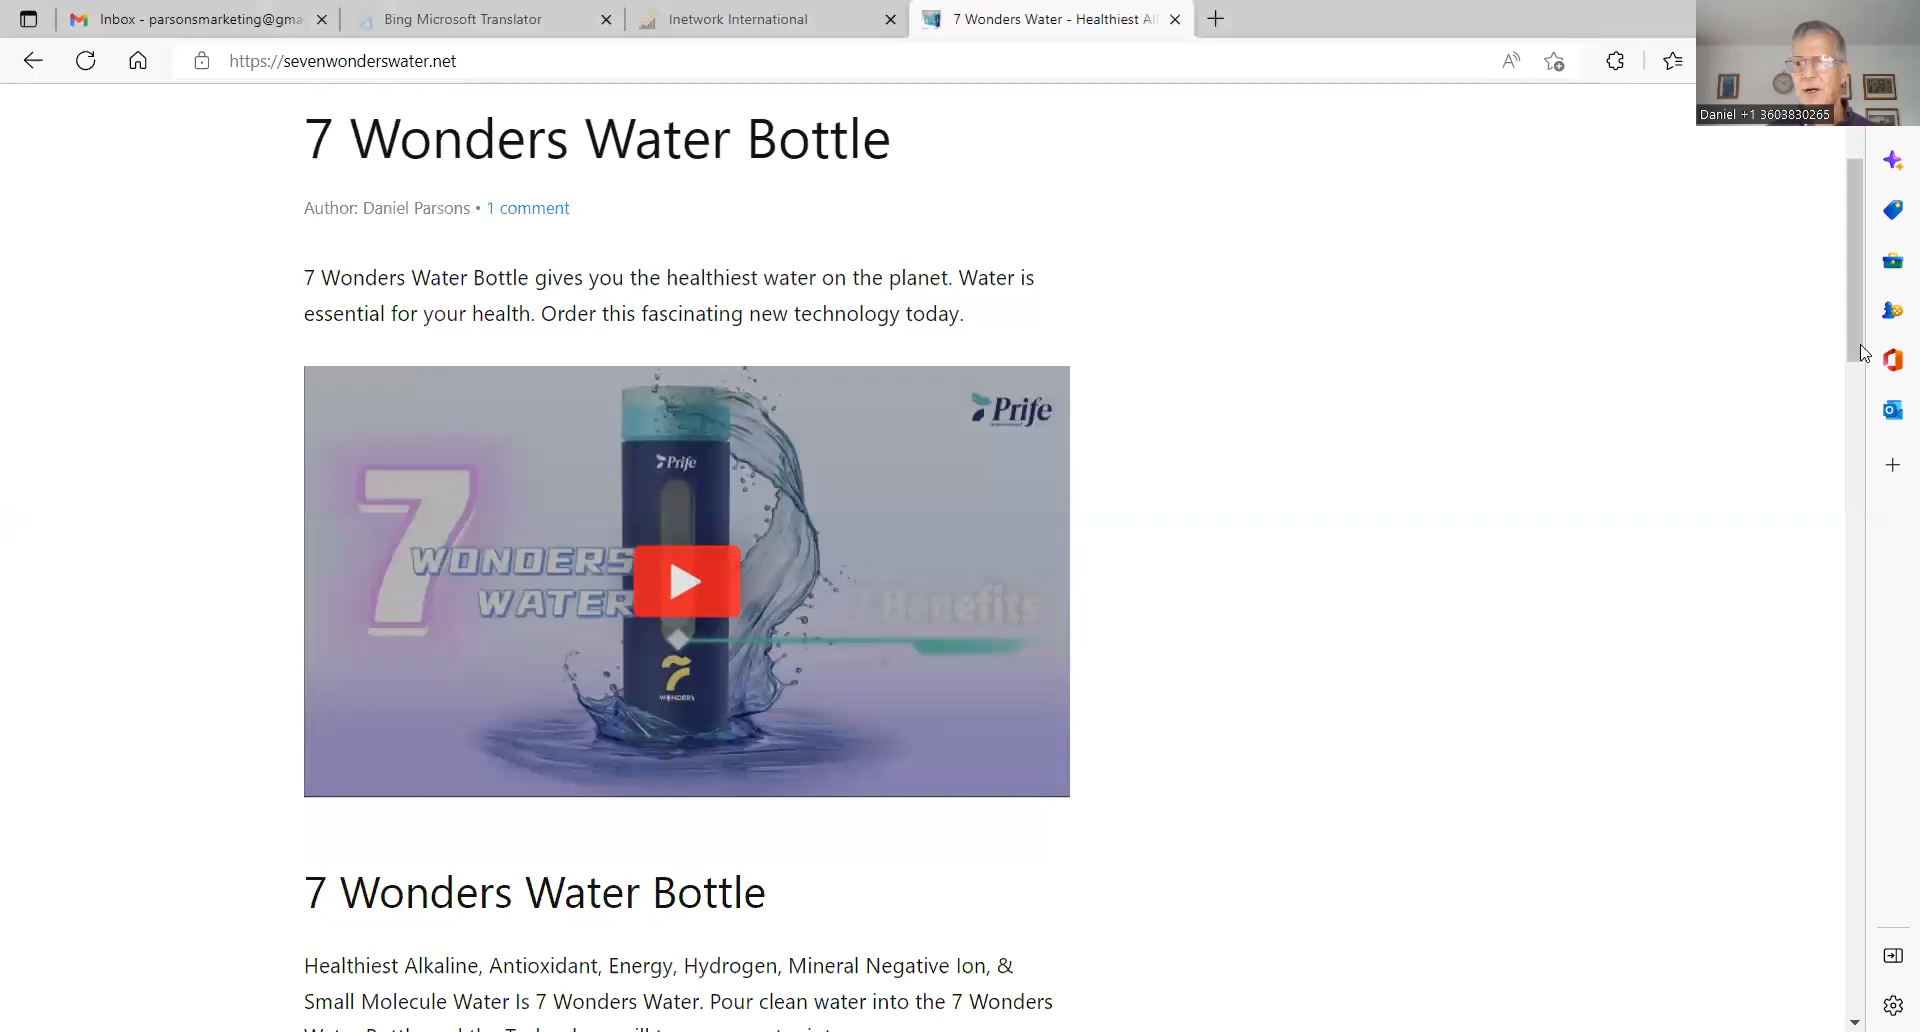 Inbox - parsonsmarketing@gma
Bing Microsoft Translator
Inetwork International
7 Wonders Water - Healthiest Al
https://sevenwonderswater.net
Daniel +1 3603830265
7 Wonders Water Bottle
Author: Daniel Parsons • 1 comment
7 Wonders Water Bottle gives you the healthiest water on the planet. Water is
essential for your health. Order this fascinating new technology today.
Prife
Prife
7
WONDERS
WATER
7 Benefits
7
WONDERS
7 Wonders Water Bottle
Healthiest Alkaline, Antioxidant, Energy, Hydrogen, Mineral Negative Ion, &
Small Molecule Water Is 7 Wonders Water. Pour clean water into the 7 Wonders